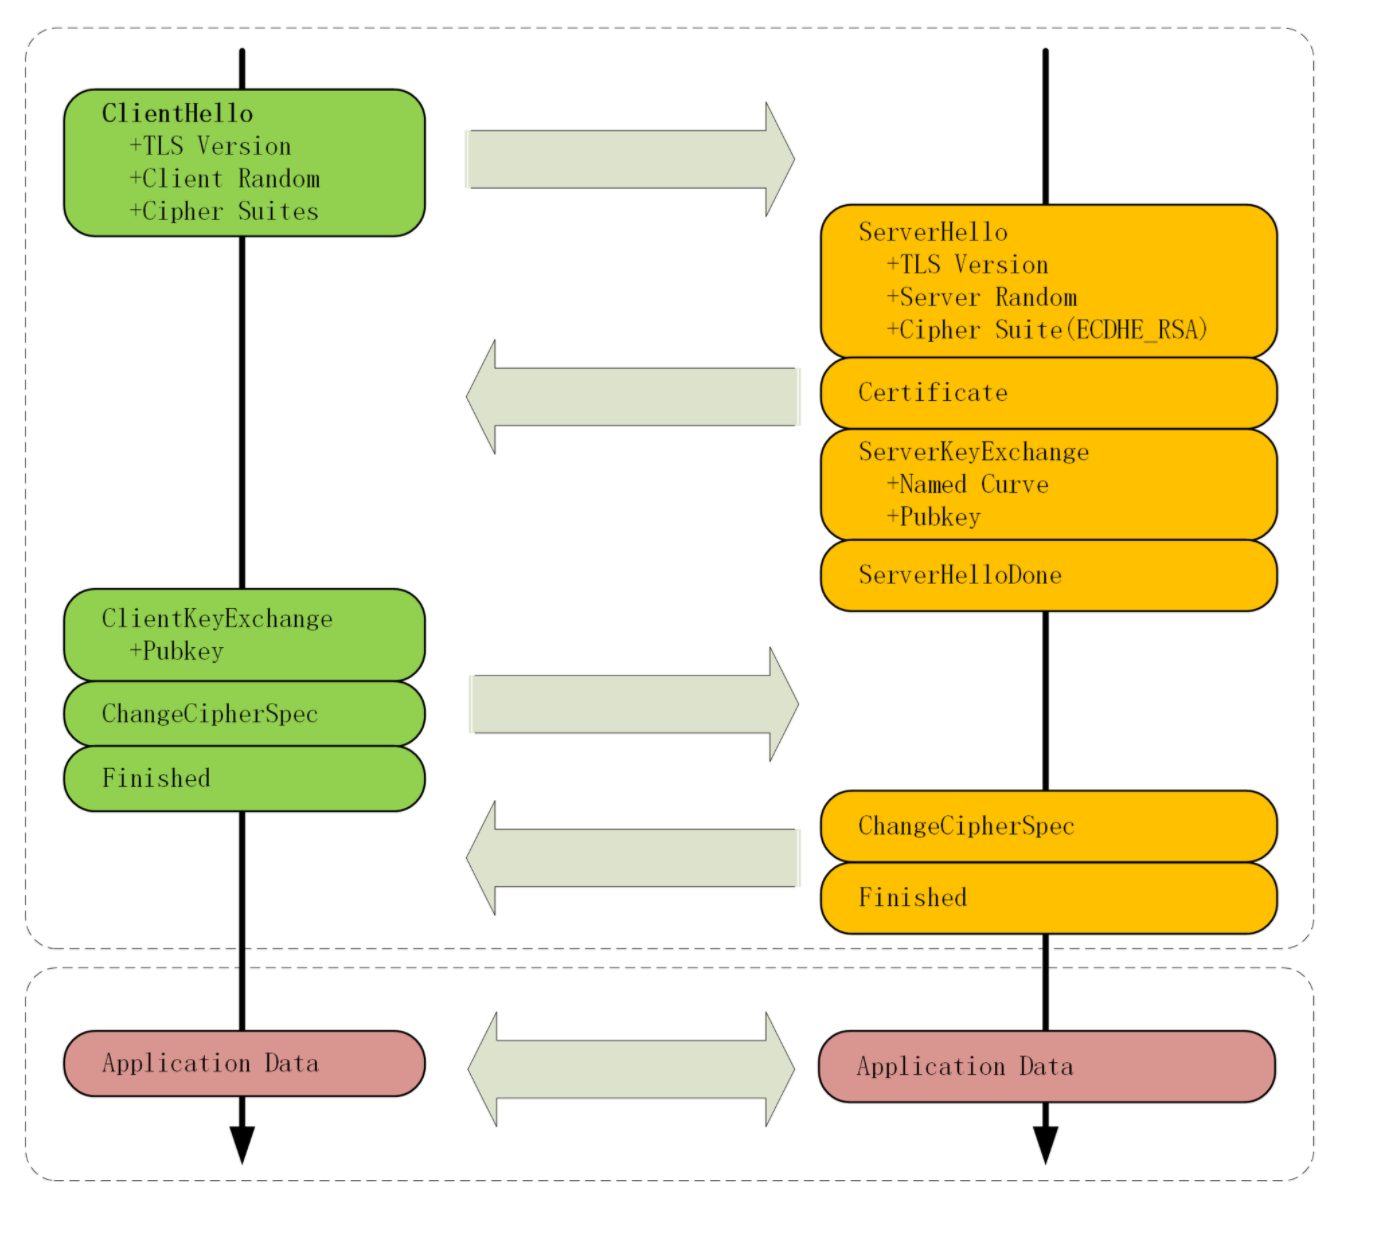 ClientHello
+TLS Version
+Client Random
+Cipher Suites
ServerHello
+TLS Version
+Server Random
+Cipher Suite(ECDHE_RSA)
Certificate
ServerKeyExchange
+Named Curve
+Pubkey
ServerHelloDone
ClientKeyExchange
+Pubkey
ChangeCipherSpec
Finished
ChangeCipherSpec
Finished
Application Data
Application Data